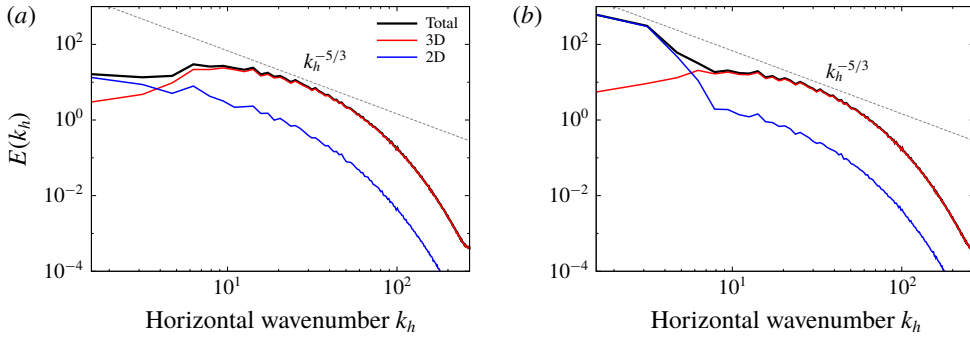 (a)
10^2
10^0
10^{-2}
10^{-4}
E(k_h)
k_h^{-5/3}
Total
3D
2D
10^1
10^2
Horizontal wavenumber k_h
(b)
10^2
10^0
10^{-2}
10^{-4}
k_h^{-5/3}
10^1
10^2
Horizontal wavenumber k_h